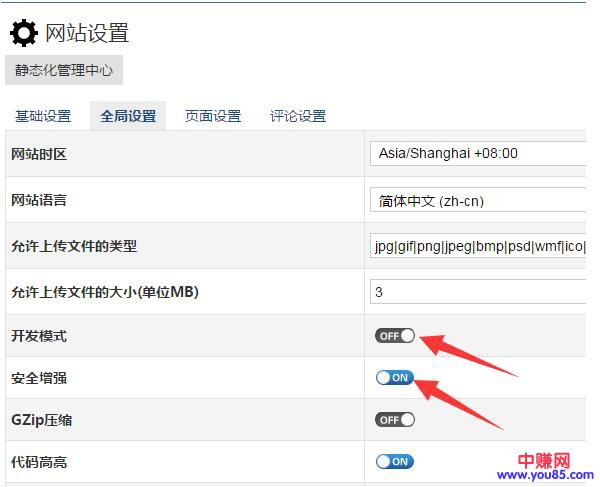 网站设置
静态化管理中心
基础设置 全局设置 页面设置 评论设置
网站时区 Asia/Shanghai +08:00
网站语言 简体中文 (zh-cn)
允许上传文件的类型 jpg|gif|png|jpeg|bmp|psd|wmf|ico|
允许上传文件的大小(单位MB) 3
开发模式 OFF
安全增强 ON
GZip压缩 OFF
代码高亮 ON
中赚网
www.you85.com